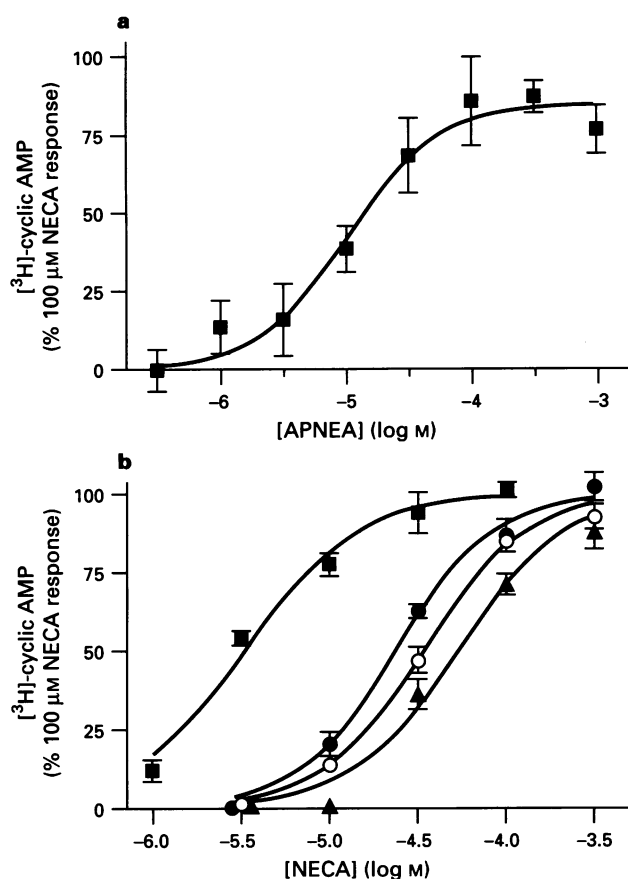 a
[³H]-cyclic AMP
(% 100 μM NECA response)
100
75
50
25
0
–6
–5
–4
–3
[APNEA] (log M)
b
[³H]-cyclic AMP
(% 100 μM NECA response)
100
75
50
25
0
–6.0
–5.5
–5.0
–4.5
–4.0
–3.5
[NECA] (log M)